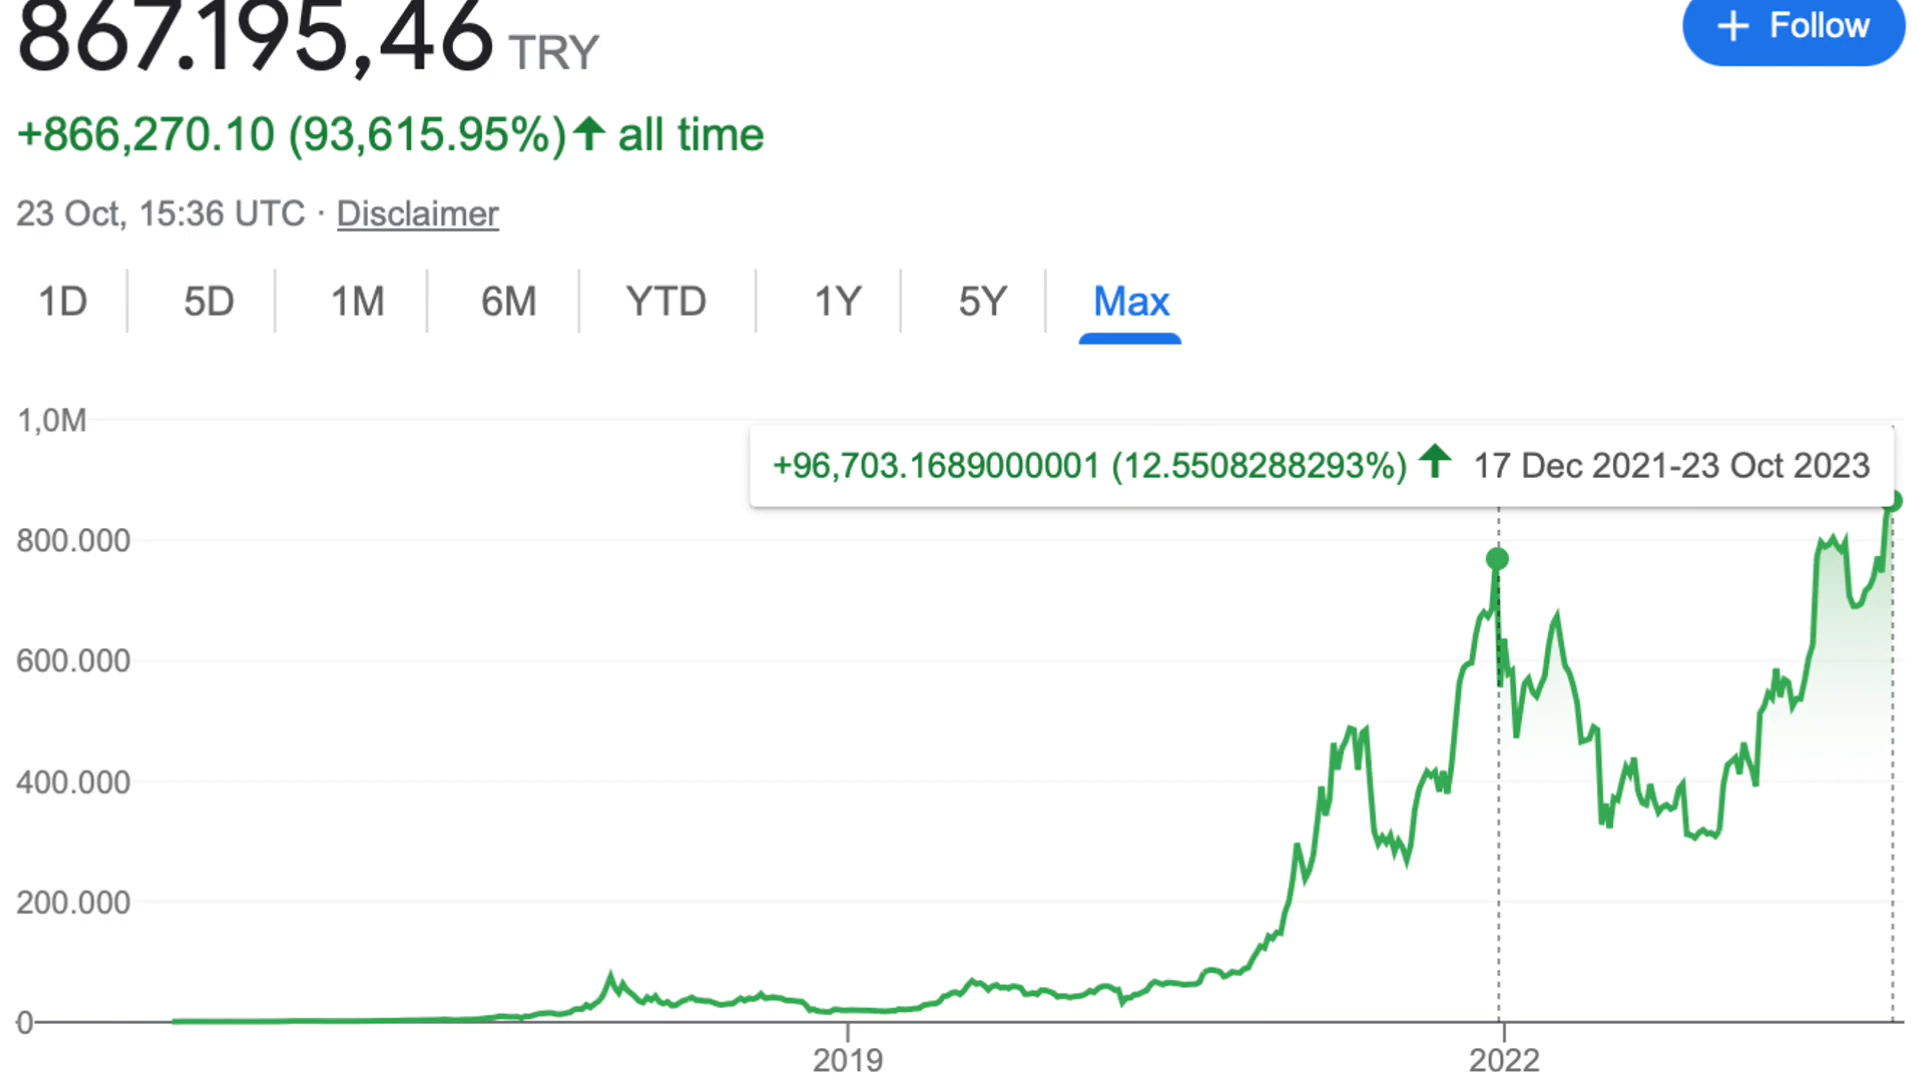 867.195,46 TRY
+ Follow
+866,270.10 (93,615.95%)↑ all time
23 Oct, 15:36 UTC · Disclaimer
1D 5D 1M 6M YTD 1Y 5Y Max
1,0M
+96,703.1689000001 (12.5508288293%) ↑ 17 Dec 2021-23 Oct 2023
800.000
600.000
400.000
200.000
0
2019 2022